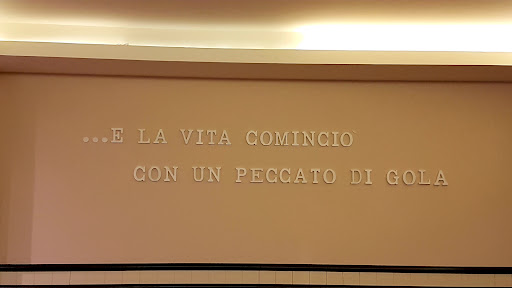 ...E LA VITA COMINCIO
CON UN PECCATO DI GOLA